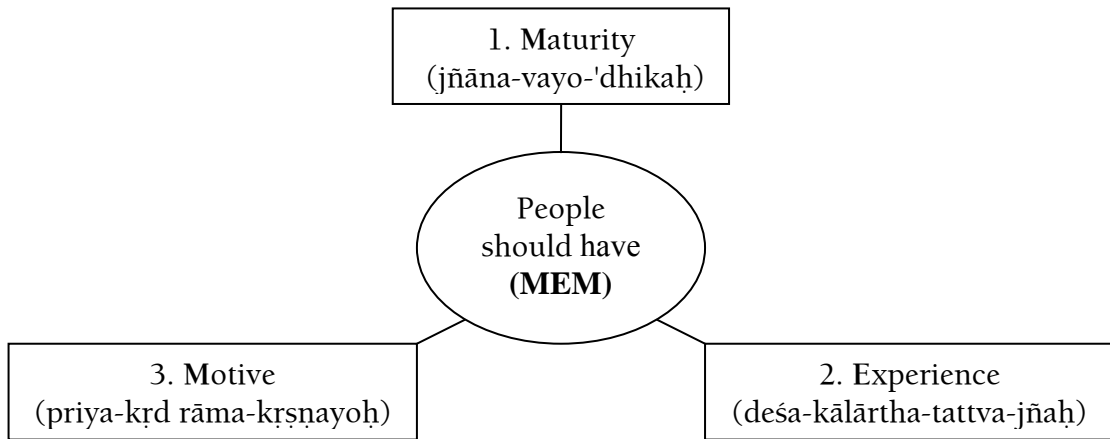 1. Maturity
(jñāna-vayo-'dhikaḥ)
People
should have
(MEM)
3. Motive
(priya-kṛd rāma-kṛṣṇayoḥ)
2. Experience
(deśa-kālārtha-tattva-jñaḥ)